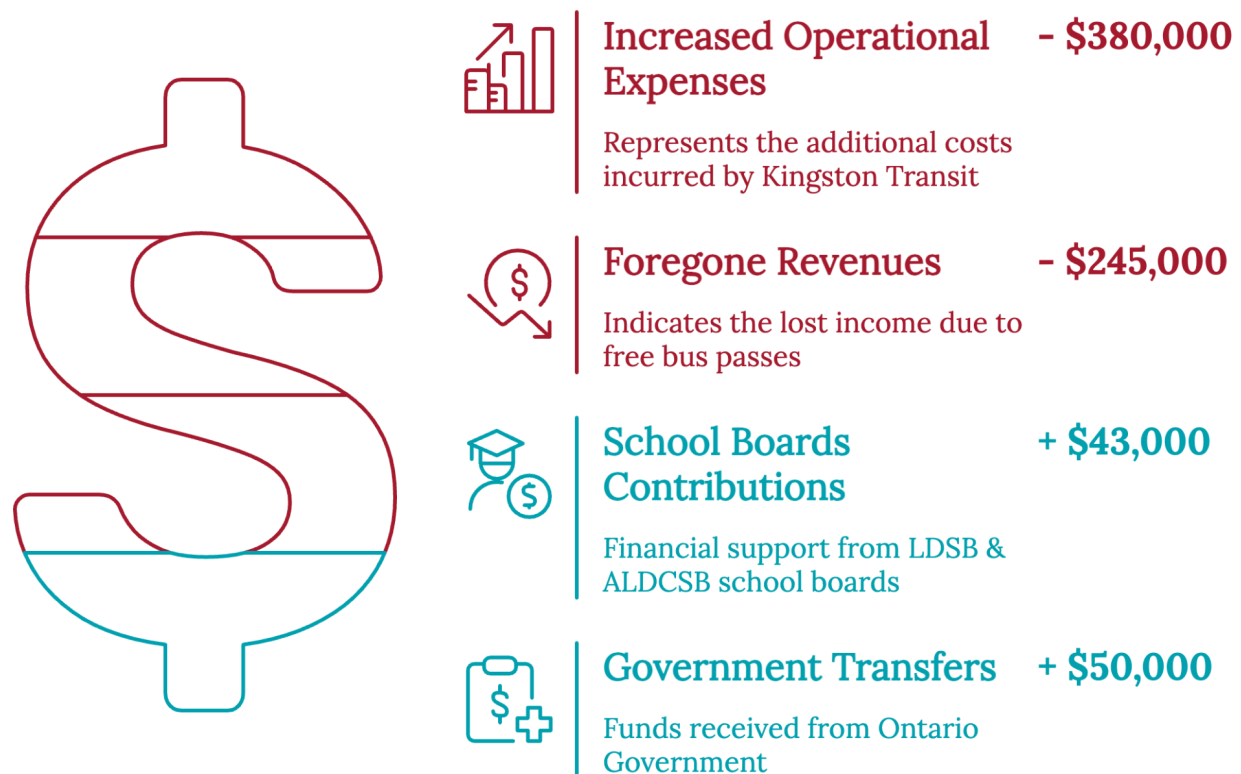 Increased Operational - $380,000
Expenses
Represents the additional costs
incurred by Kingston Transit
Foregone Revenues - $245,000
Indicates the lost income due to
free bus passes
School Boards + $43,000
Contributions
Financial support from LDSB &
ALDCSB school boards
Government Transfers + $50,000
Funds received from Ontario
Government